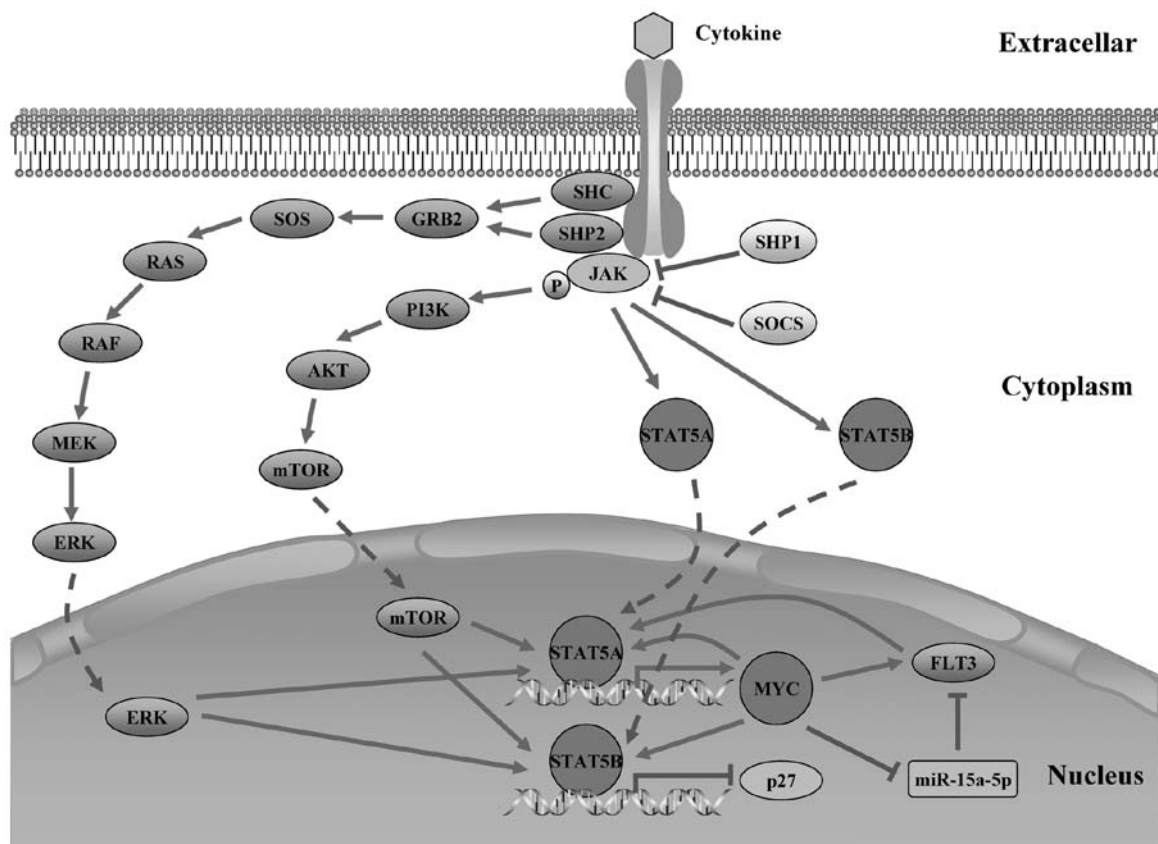 Cytokine
Extracellar
SHC
SOS
GRB2
SHP2
SHP1
RAS
JAK
P
PI3K
SOCS
RAF
AKT
Cytoplasm
MEK
STAT5A
STAT5B
mTOR
ERK
mTOR
STAT5A
FLT3
MYC
ERK
STAT5B
p27
miR-15a-5p
Nucleus